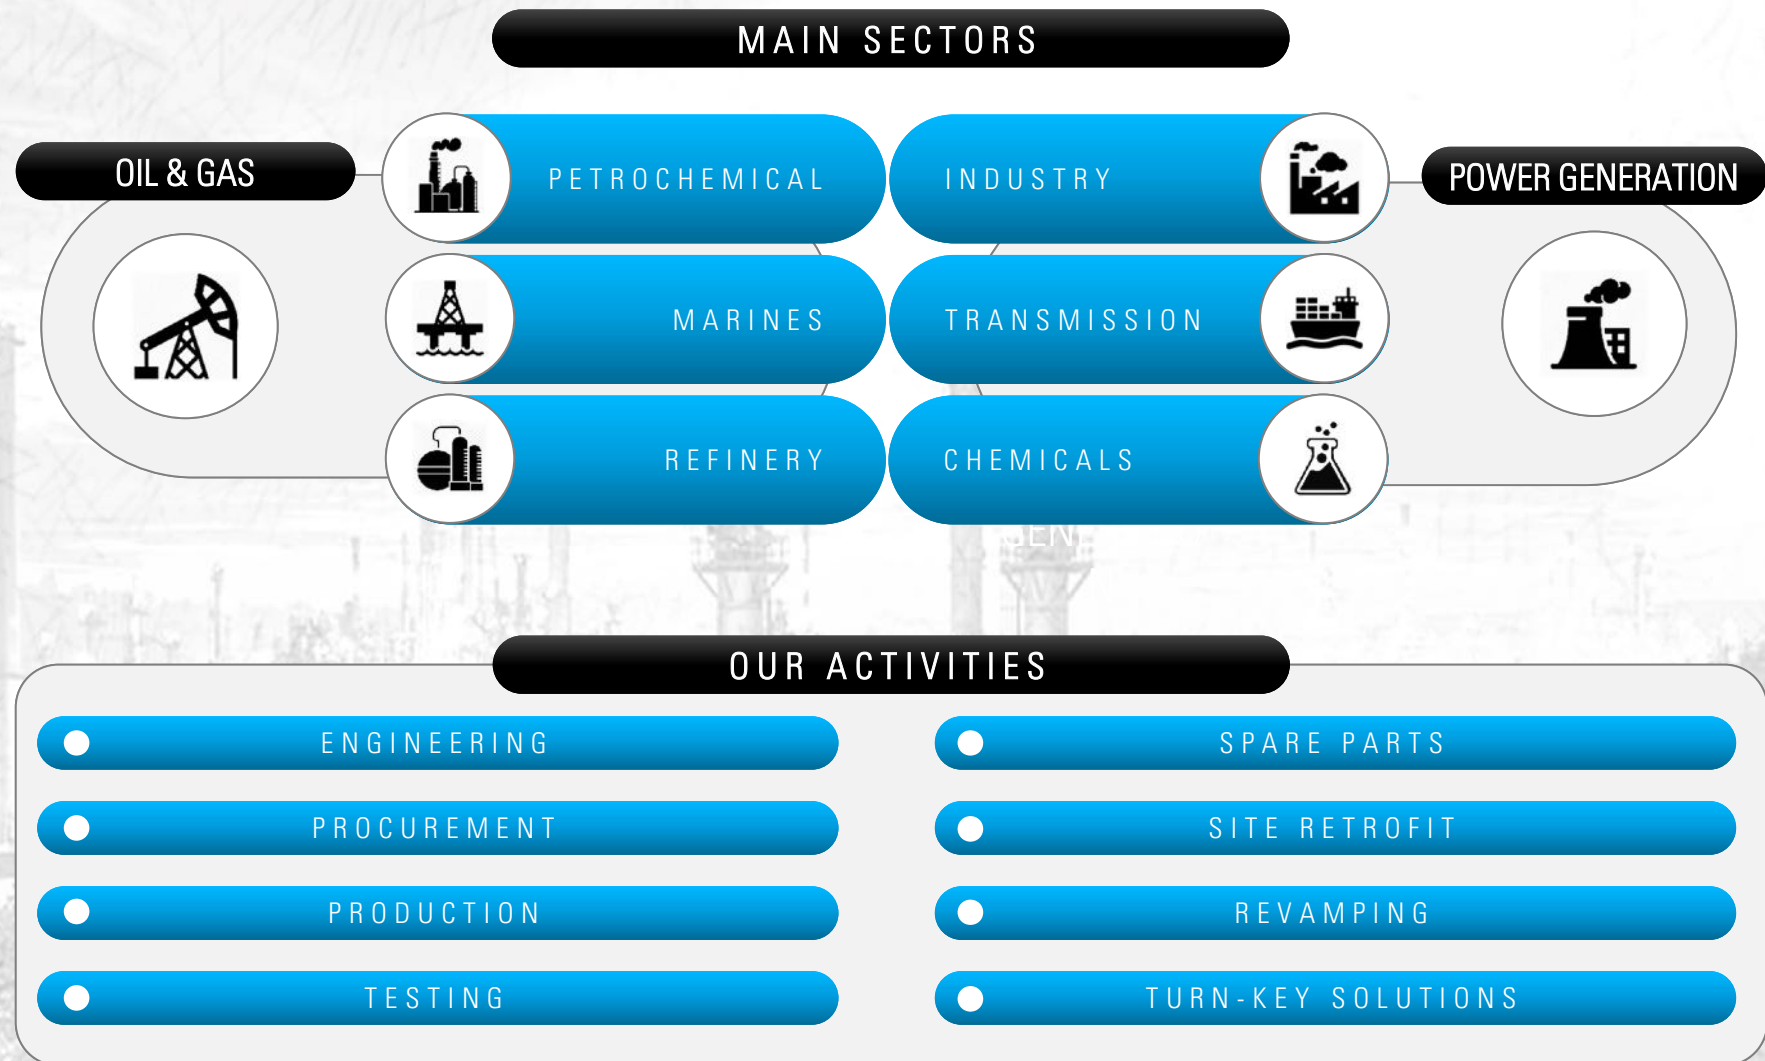 MAIN SECTORS
OIL & GAS
PETROCHEMICAL
INDUSTRY
POWER GENERATION
MARINES
TRANSMISSION
REFINERY
CHEMICALS
OUR ACTIVITIES
ENGINEERING
SPARE PARTS
PROCUREMENT
SITE RETROFIT
PRODUCTION
REVAMPING
TESTING
TURN-KEY SOLUTIONS